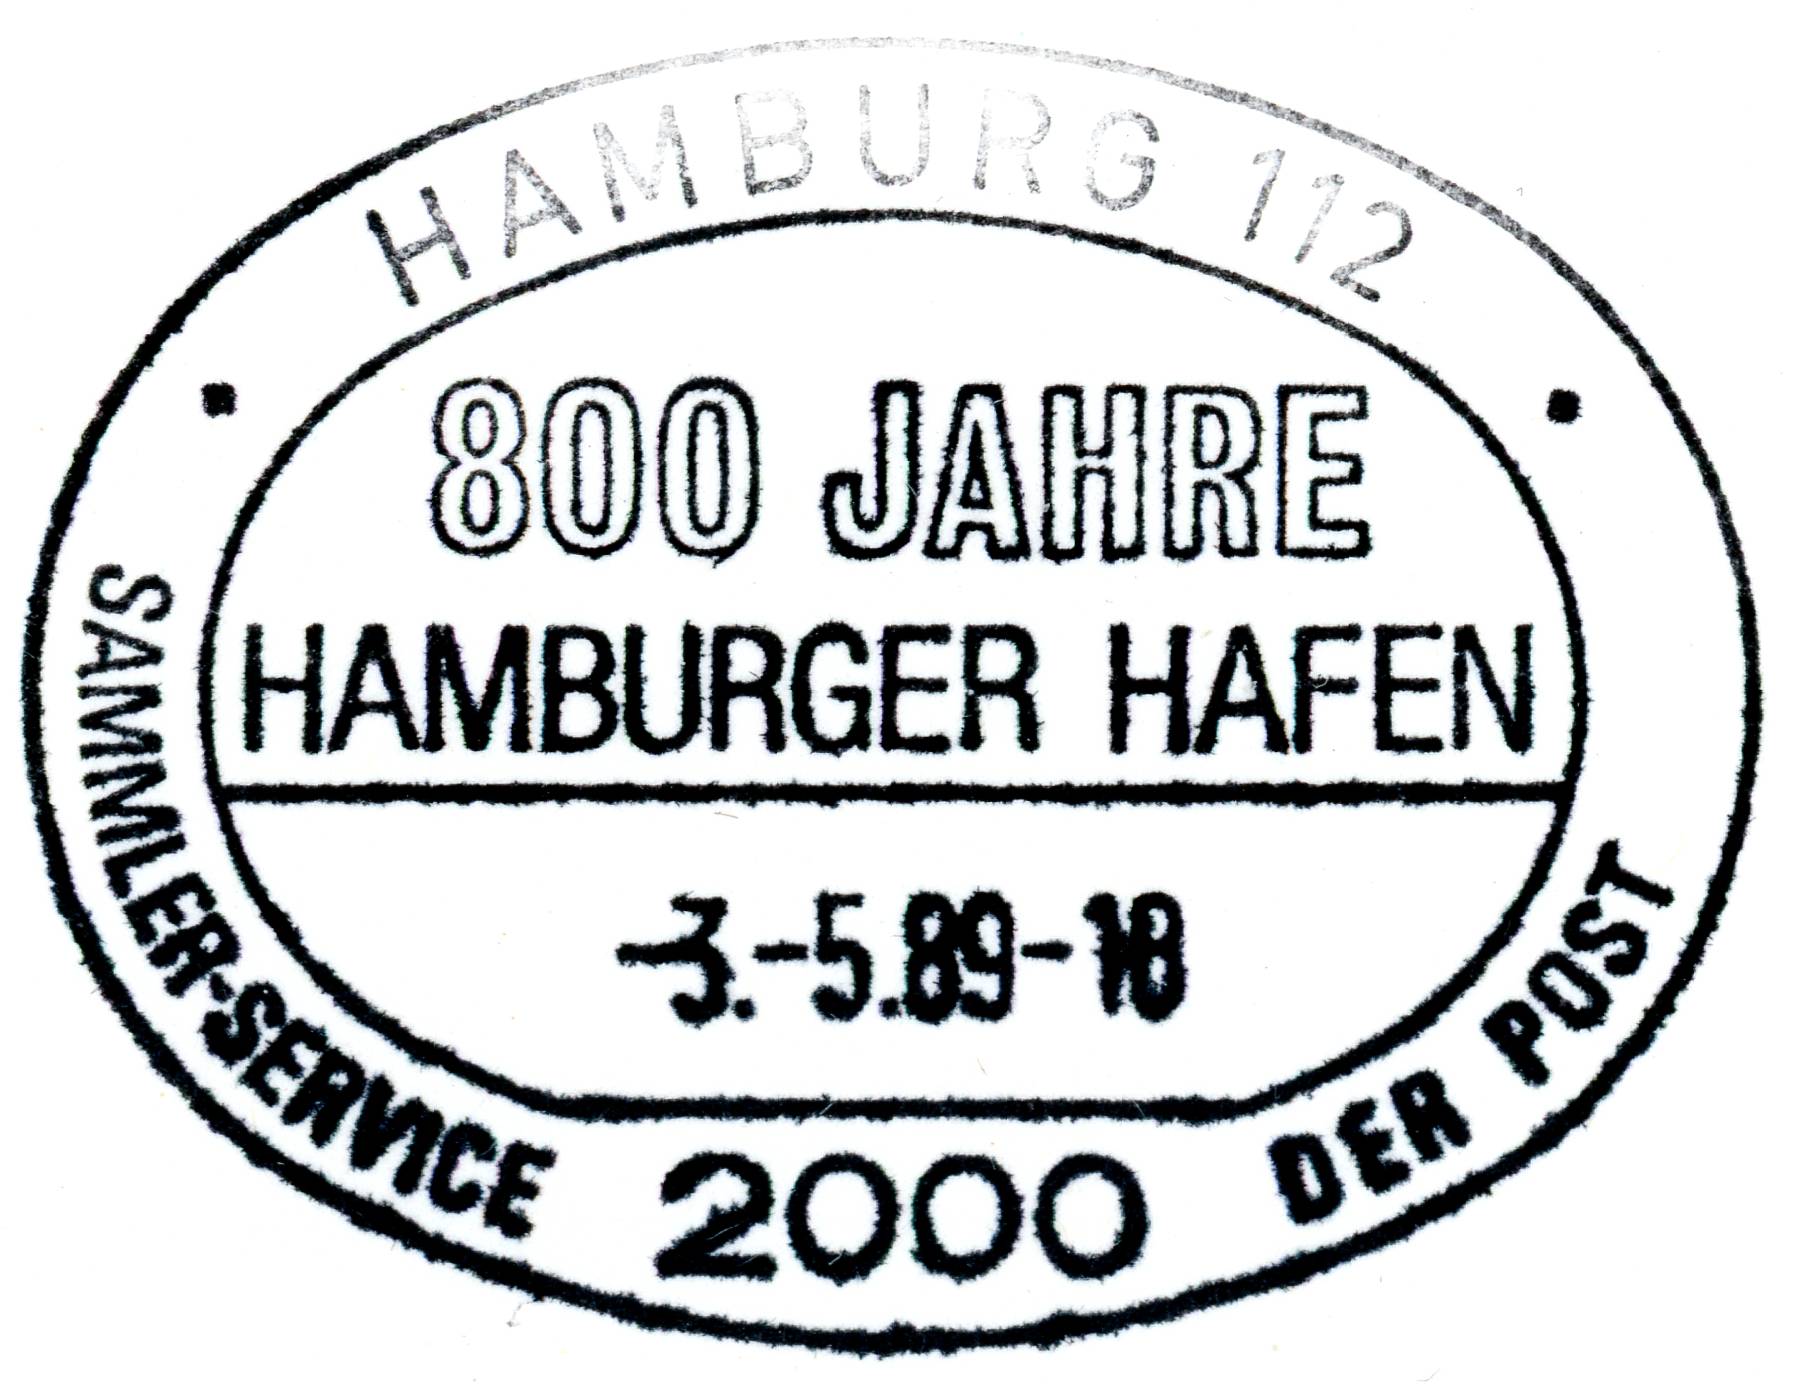 HAMBURG 112
800 JAHRE
HAMBURGER HAFEN
-3.-5.89-18
SAMMLER-SERVICE DER POST
2000